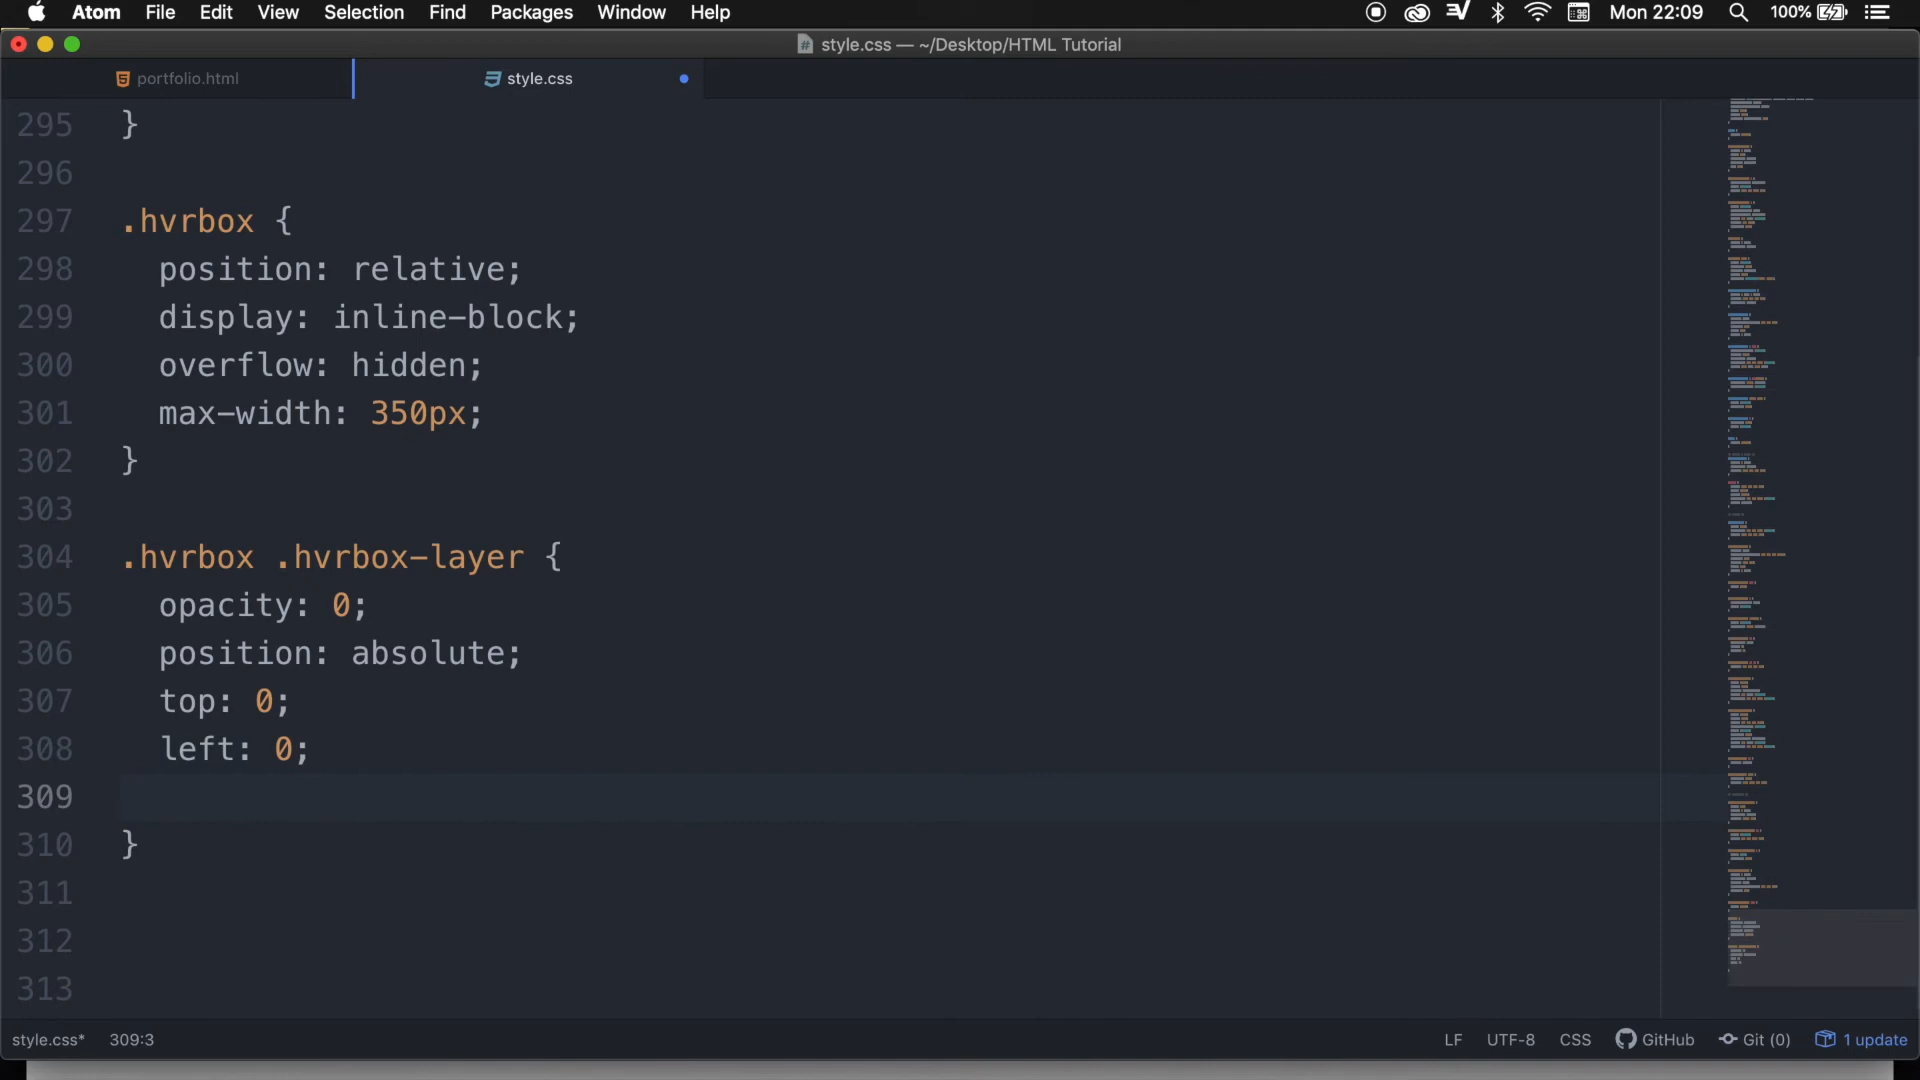 Atom File Edit View Selection Find Packages Window Help Mon 22:09 100%
style.css — ~/Desktop/HTML Tutorial
portfolio.html style.css
295 }
296
297 .hvrbox {
298 position: relative;
299 display: inline-block;
300 overflow: hidden;
301 max-width: 350px;
302 }
303
304 .hvrbox .hvrbox-layer {
305 opacity: 0;
306 position: absolute;
307 top: 0;
308 left: 0;
309
310 }
311
312
313
style.css* 309:3 LF UTF-8 CSS GitHub Git (0) 1 update